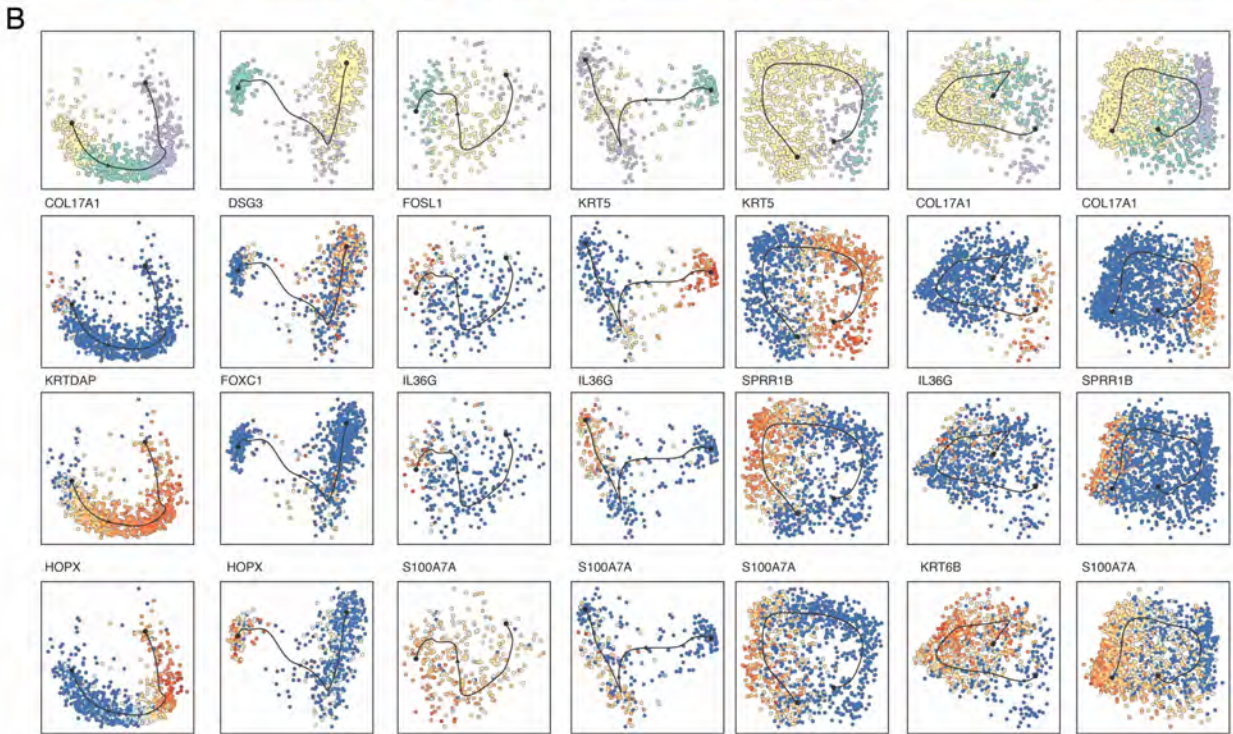 B
COL17A1 DSG3 FOSL1 KRT5 KRT5 COL17A1 COL17A1
KRTDAP FOXC1 IL36G IL36G SPRR1B IL36G SPRR1B
HOPX HOPX S100A7A S100A7A S100A7A KRT6B S100A7A